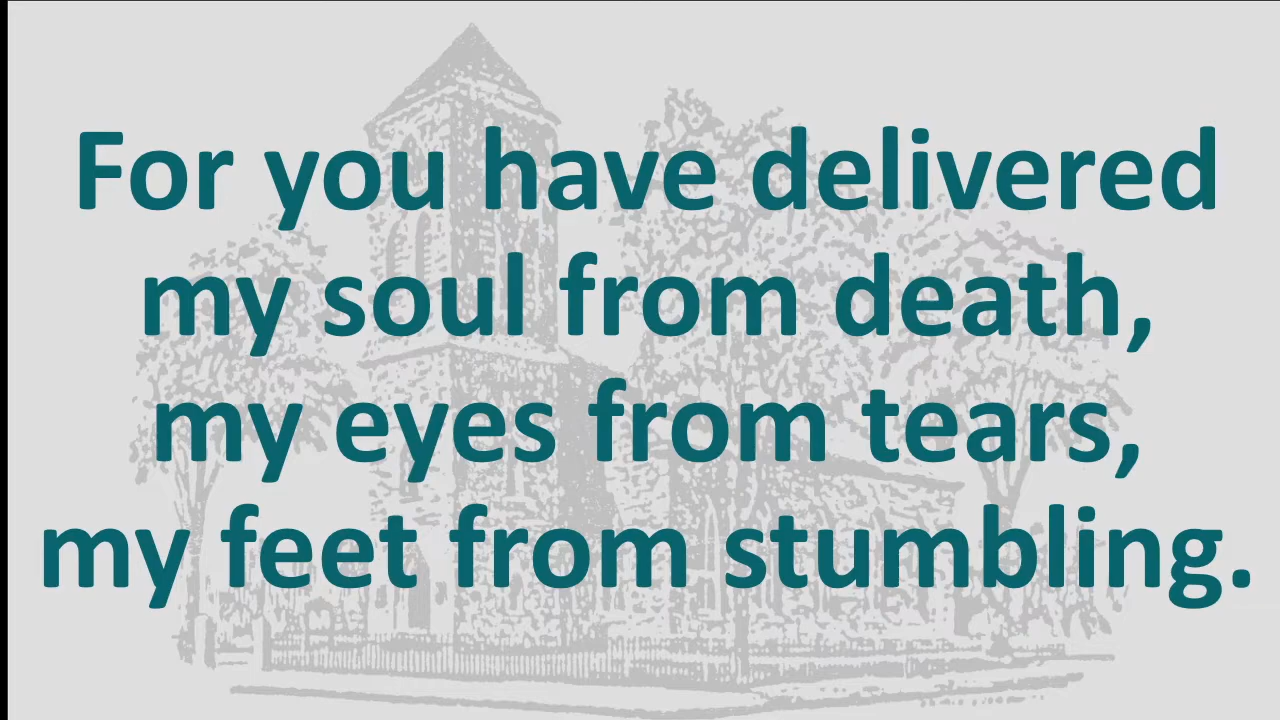 For you have delivered
my soul from death,
my eyes from tears,
my feet from stumbling.